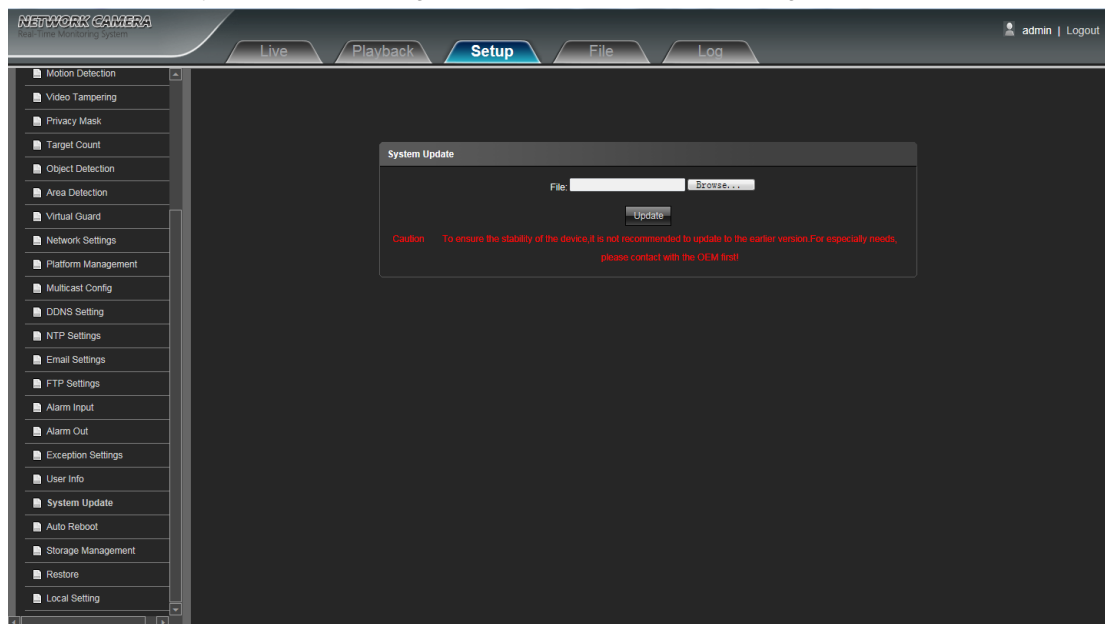 NETWORK CAMERA
Real-Time Monitoring System
admin | Logout
Live
Playback
Setup
File
Log
Motion Detection
Video Tampering
Privacy Mask
Target Count
Object Detection
Area Detection
Virtual Guard
Network Settings
Platform Management
Multicast Config
DDNS Setting
NTP Settings
Email Settings
FTP Settings
Alarm Input
Alarm Out
Exception Settings
User Info
System Update
Auto Reboot
Storage Management
Restore
Local Setting
System Update
File: Browse...
Update
Caution To ensure the stability of the device,it is not recommended to update to the earlier version.For especially needs,
please contact with the OEM first!